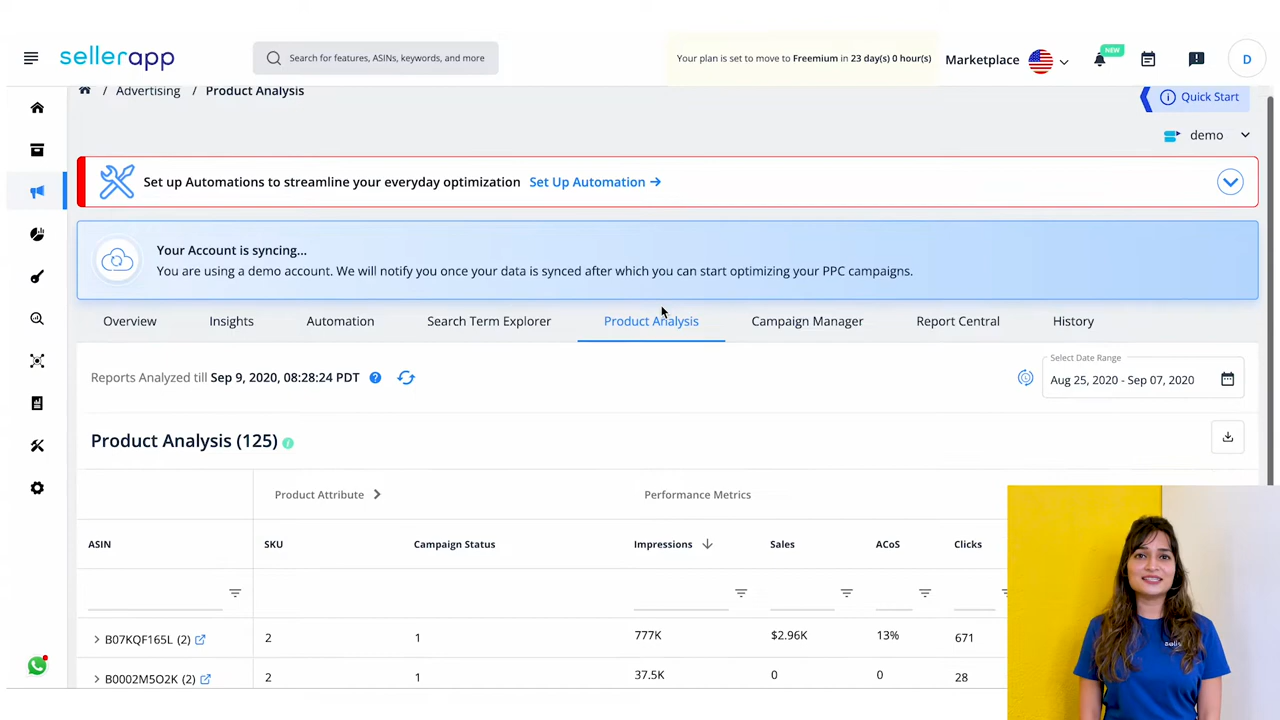 sellerapp
Search for features, ASINs, keywords, and more
Your plan is set to move to Freemium in 23 day(s) 0 hour(s)
Marketplace
NEW
D
/ Advertising / Product Analysis
Quick Start
demo
Set up Automations to streamline your everyday optimization Set Up Automation →
Your Account is syncing...
You are using a demo account. We will notify you once your data is synced after which you can start optimizing your PPC campaigns.
Overview Insights Automation Search Term Explorer Product Analysis Campaign Manager Report Central History
Select Date Range
Reports Analyzed till Sep 9, 2020, 08:28:24 PDT
Aug 25, 2020 - Sep 07, 2020
Product Analysis (125)
Product Attribute Performance Metrics
ASIN SKU Campaign Status Impressions Sales ACoS Clicks
B07KQF165L (2) 2 1 777K $2.96K 13% 671
B0002M5O2K (2) 2 1 37.5K 0 0 28